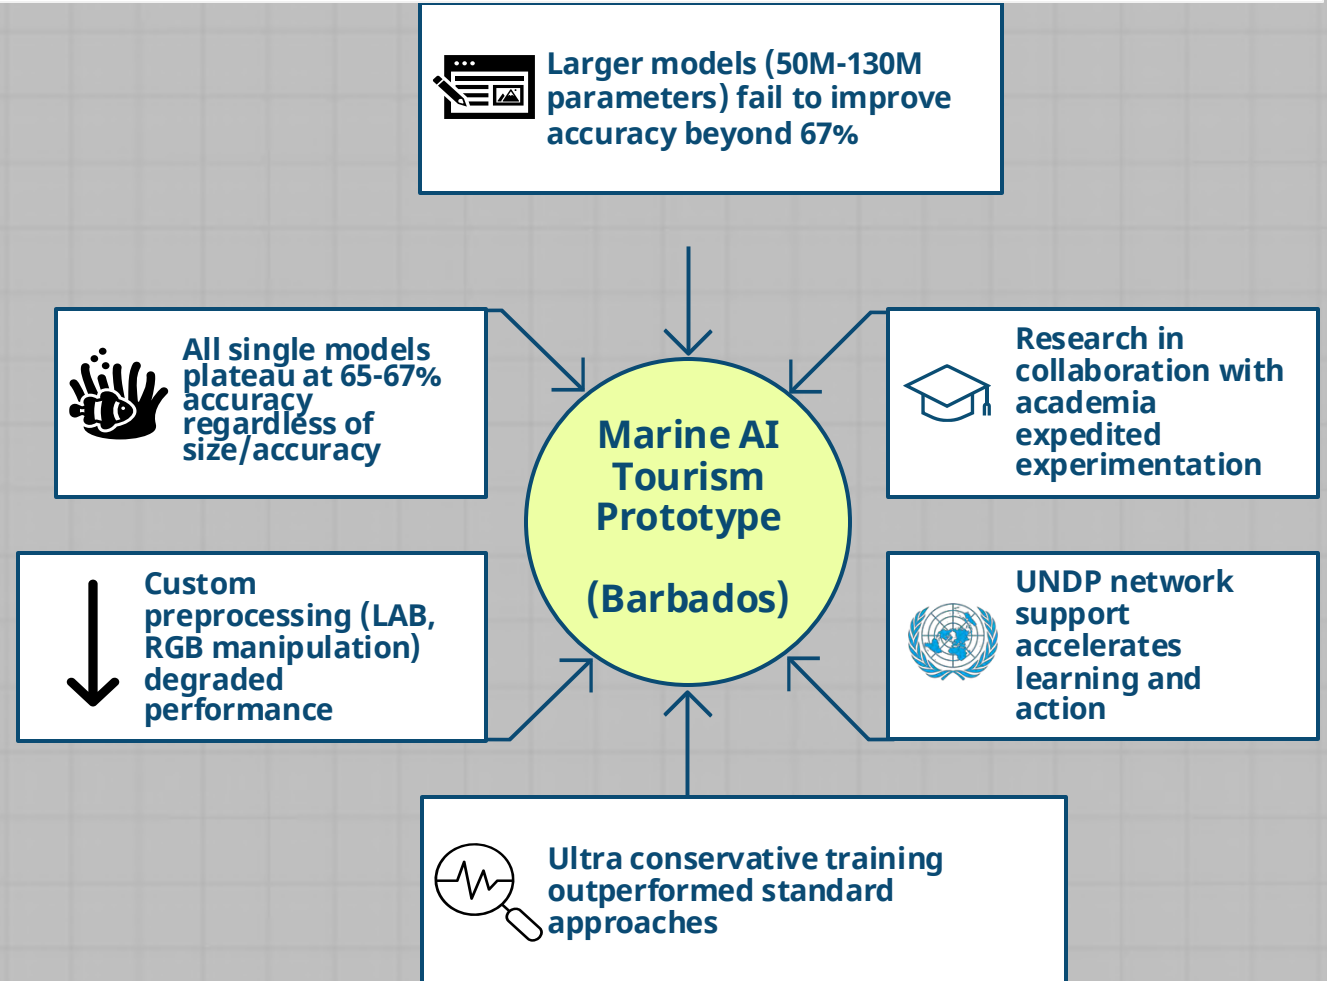 Larger models (50M-130M
parameters) fail to improve
accuracy beyond 67%
All single models
plateau at 65-67%
accuracy
regardless of
size/accuracy
Research in
collaboration with
academia
expedited
experimentation
Marine AI
Tourism
Prototype
(Barbados)
Custom
preprocessing (LAB,
RGB manipulation)
degraded
performance
UNDP network
support
accelerates
learning and
action
Ultra conservative training
outperformed standard
approaches